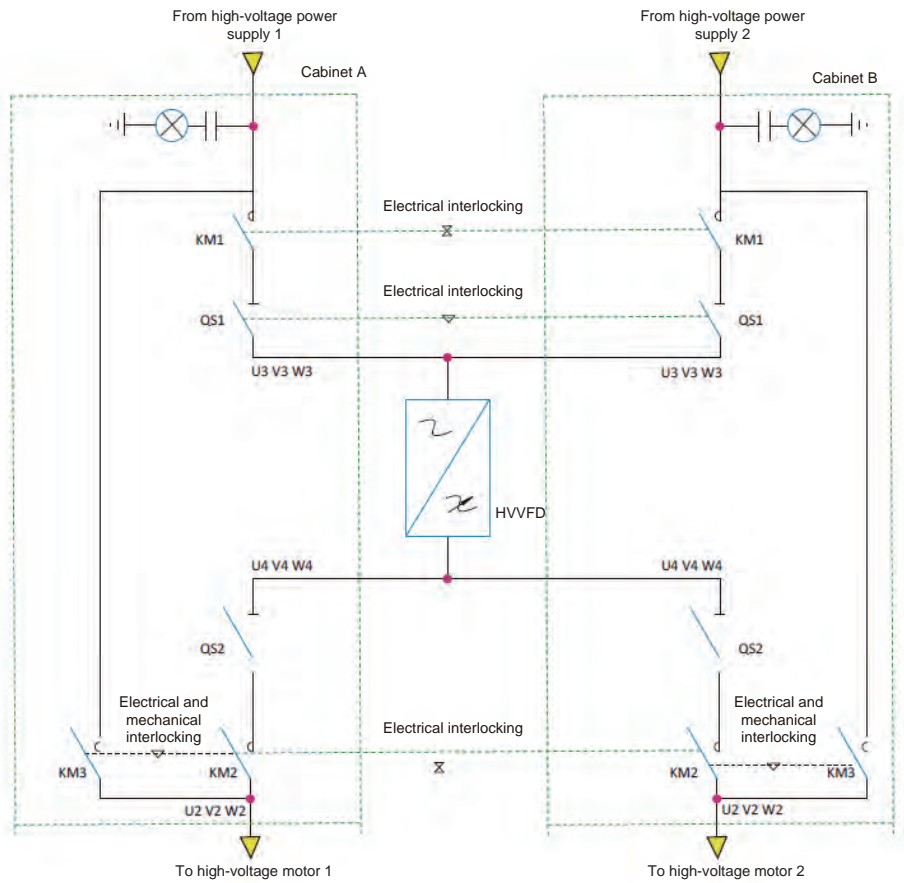 From high-voltage power
supply 1
From high-voltage power
supply 2
Cabinet A
Cabinet B
Electrical interlocking
KM1
KM1
Electrical interlocking
QS1
QS1
U3 V3 W3
U3 V3 W3
HVVFD
U4 V4 W4
U4 V4 W4
QS2
QS2
Electrical and
mechanical
interlocking
Electrical interlocking
Electrical and
mechanical
interlocking
KM3
KM2
KM2
KM3
U2 V2 W2
U2 V2 W2
To high-voltage motor 1
To high-voltage motor 2